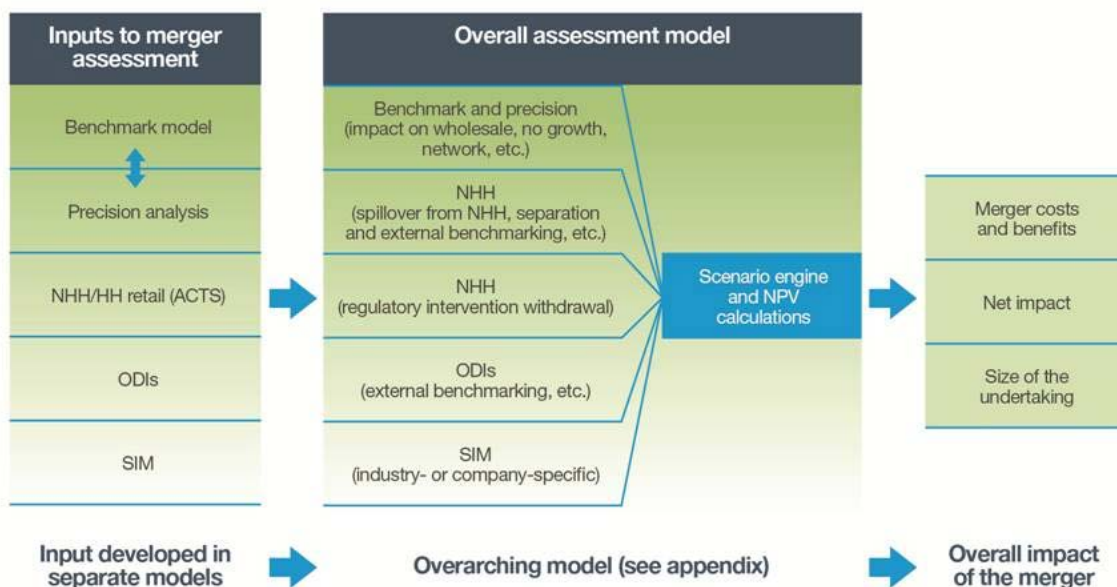 Inputs to merger
assessment
Overall assessment model
Benchmark model
Precision analysis
NHH/HH retail (ACTS)
ODIs
SIM
Benchmark and precision
(impact on wholesale, no growth,
network, etc.)
NHH
(spillover from NHH, separation
and external benchmarking, etc.)
NHH
(regulatory intervention withdrawal)
ODIs
(external benchmarking, etc.)
SIM
(industry- or company-specific)
Scenario engine
and NPV
calculations
Merger costs
and benefits
Net impact
Size of the
undertaking
Input developed in
separate models
Overarching model (see appendix)
Overall impact
of the merger